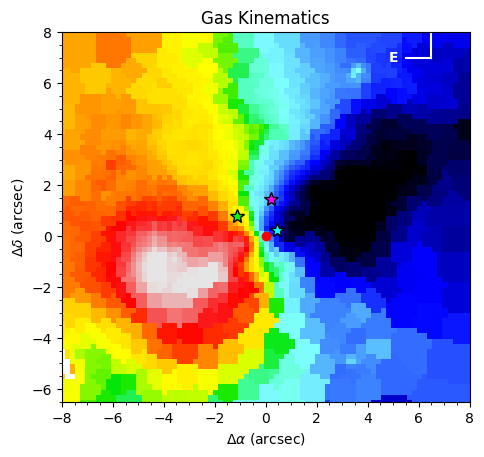 Gas Kinematics
8
6
4
2
0
−2
−4
−6
Δδ (arcsec)
E
−8 −6 −4 −2 0 2 4 6 8
Δα (arcsec)